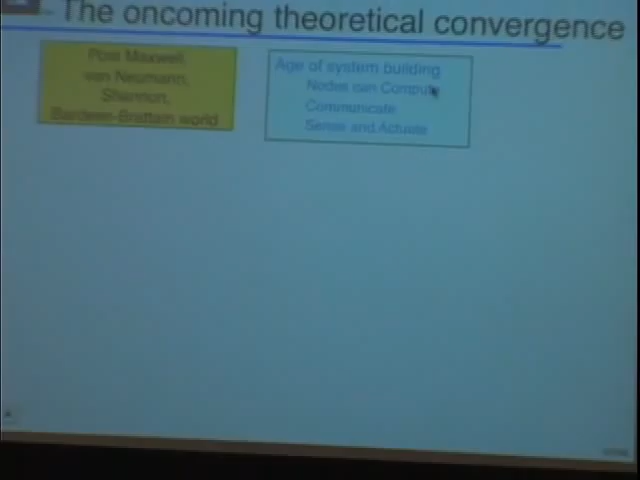 The oncoming theoretical convergence
Post Maxwell,
von Neumann,
Shannon,
Bardeen-Brattain world
Age of system building
Nodes can Compute
Communicate
Sense and Actuate